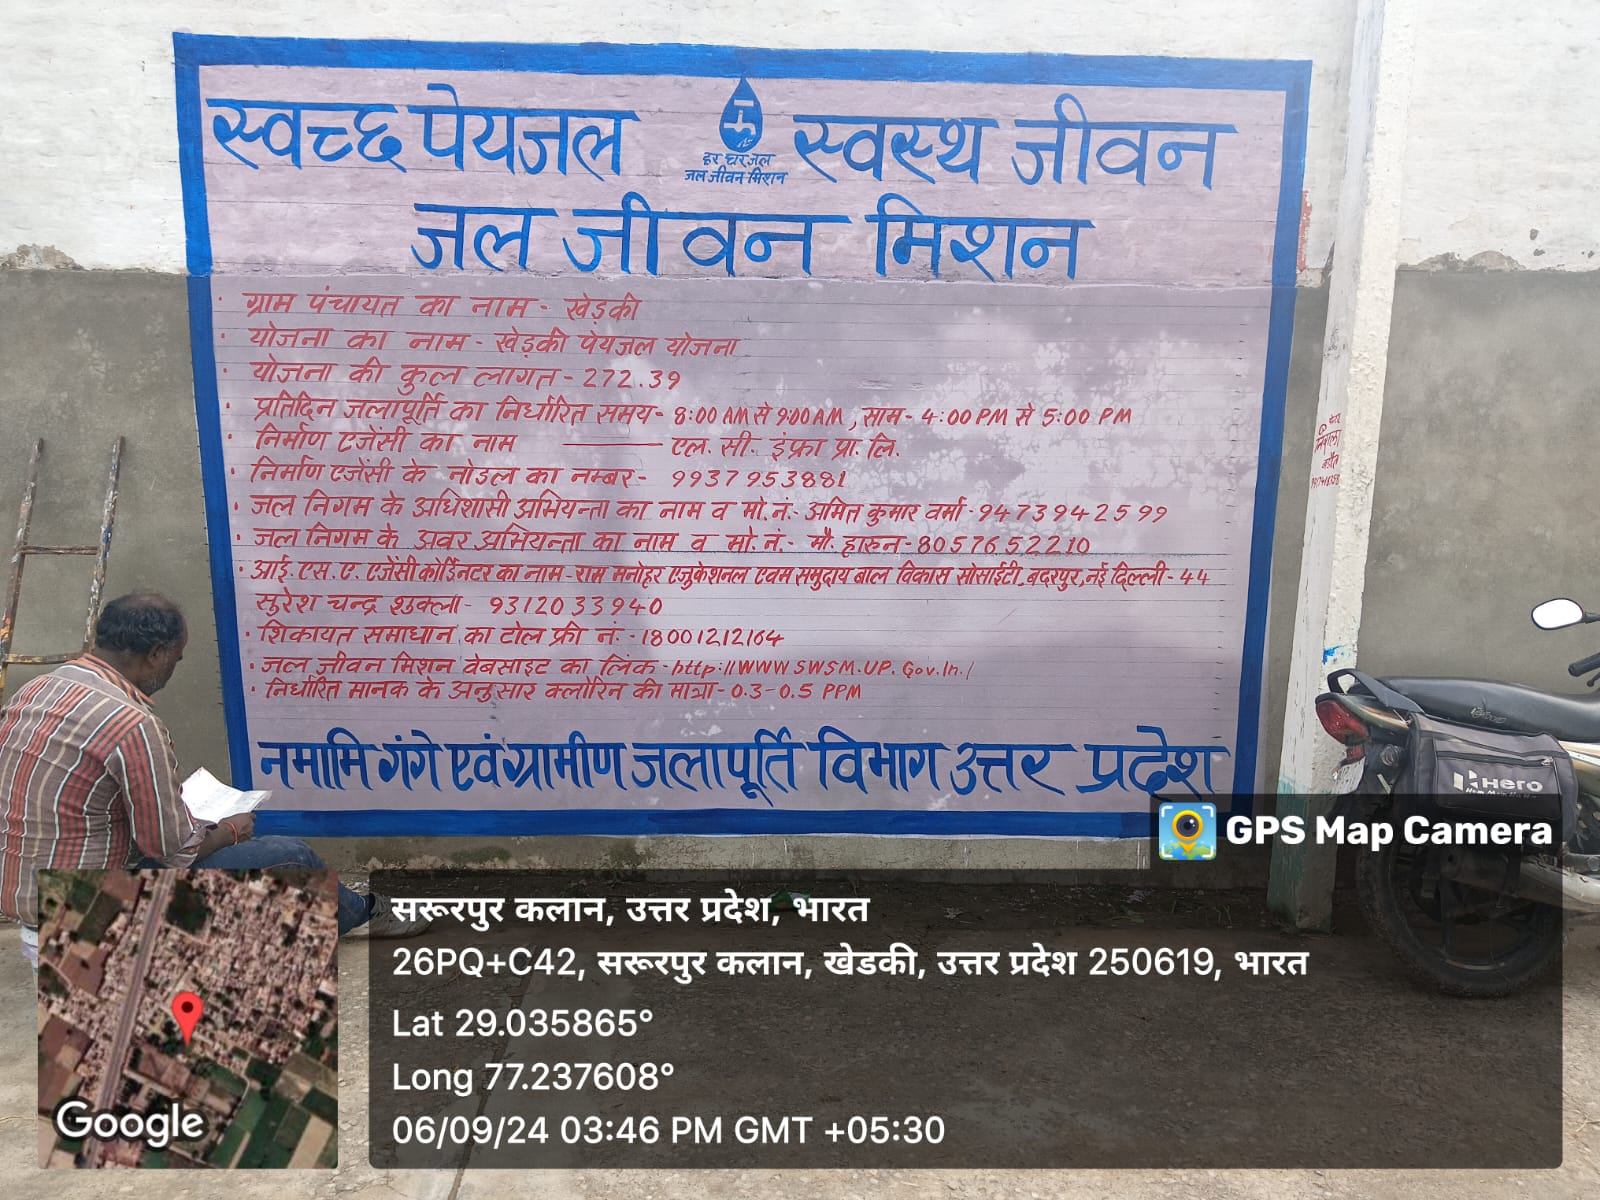 स्वच्छ पेयजल
हर घर जल
जल जीवन मिशन
स्वस्थ जीवन
जल जीवन मिशन
· ग्राम पंचायत का नाम - खेड़की
· योजना का नाम - खेड़की पेयजल योजना
· योजना की कुल लागत - 272.39
· प्रतिदिन जलापूर्ति का निर्धारित समय - 8:00 AM से 9:00 AM, साम - 4:00 PM से 5:00 PM
· निर्माण एजेंसी का नाम —— एल. सी. इंफ्रा प्रा. लि.
· निर्माण एजेंसी के नोडल का नम्बर - 9937953881
· जल निगम के अधिशासी अभियन्ता का नाम व मो.नं.- अमित कुमार वर्मा - 9473942599
· जल निगम के अवर अभियन्ता का नाम व मो.नं.- मौ. हारुन - 8057652210
· आई.एस.ए. एजेंसी कोर्डिनटर का नाम - राम मनोहर एजुकेशनल एवम समुदाय बाल विकास सोसाईटी, बदरपुर, नई दिल्ली - 44
सुरेश चन्द्र शुक्ला - 9312033940
· शिकायत समाधान का टोल फ्री नं:- 18001212164
· जल जीवन मिशन वेबसाइट का लिंक - http://WWW.SWSM.UP.Gov.In./
· निर्धारित मानक के अनुसार क्लोरिन की मात्रा - 0.3 - 0.5 PPM
नमामि गंगे एवं ग्रामीण जलापूर्ति विभाग उत्तर प्रदेश
Hero
GPS Map Camera
सरूरपुर कलान, उत्तर प्रदेश, भारत
26PQ+C42, सरूरपुर कलान, खेडकी, उत्तर प्रदेश 250619, भारत
Lat 29.035865°
Long 77.237608°
06/09/24 03:46 PM GMT +05:30
Google